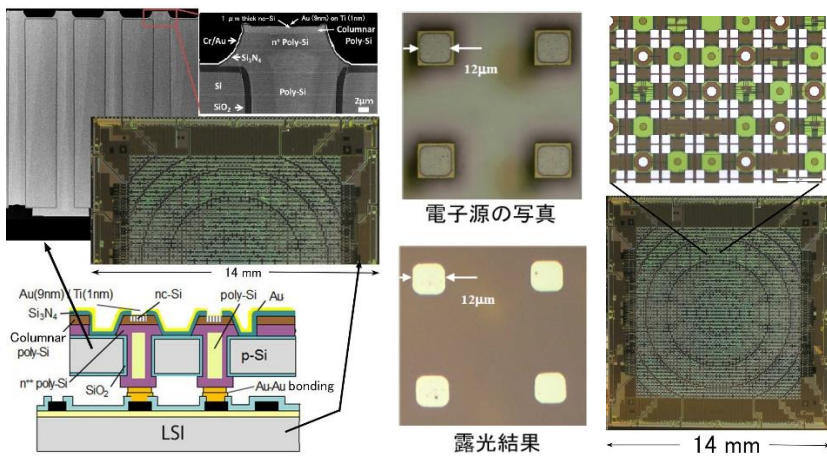 1 μm thick nc-Si
Au (9nm) on Ti (1nm)
Cr/Au
n⁺ Poly-Si
Columnar
Poly-Si
Si₃N₄
Si
Poly-Si
SiO₂
2μm
14 mm
Au(9nm) / Ti(1nm)
nc-Si
poly-Si
Au
Si₃N₄
Columnar
poly-Si
p-Si
n⁺⁺ poly-Si
SiO₂
Au-Au bonding
LSI
12μm
電子源の写真
12μm
露光結果
14 mm